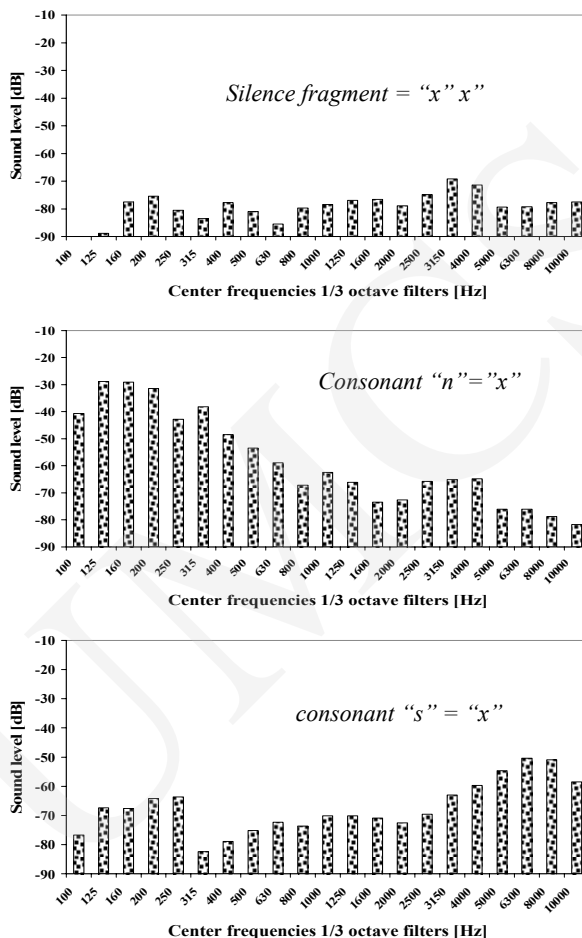 -10
-20
-30
-40
-50
-60
-70
-80
-90
Sound level [dB]
Silence fragment = “x” x”
100 125 160 200 250 315 400 500 630 800 1000 1250 1600 2000 2500 3150 4000 5000 6300 8000 10000
Center frequencies 1/3 octave filters [Hz]
-10
-20
-30
-40
-50
-60
-70
-80
-90
Sound level [dB]
Consonant “n”=”x”
100 125 160 200 250 315 400 500 630 800 1000 1250 1600 2000 2500 3150 4000 5000 6300 8000 10000
Center frequencies 1/3 octave filters [Hz]
-10
-20
-30
-40
-50
-60
-70
-80
-90
Sound level [dB]
consonant “s” = “x”
100 125 160 200 250 315 400 500 630 800 1000 1250 1600 2000 2500 3150 4000 5000 6300 8000 10000
Center frequencies 1/3 octave filters [Hz]
UMCS